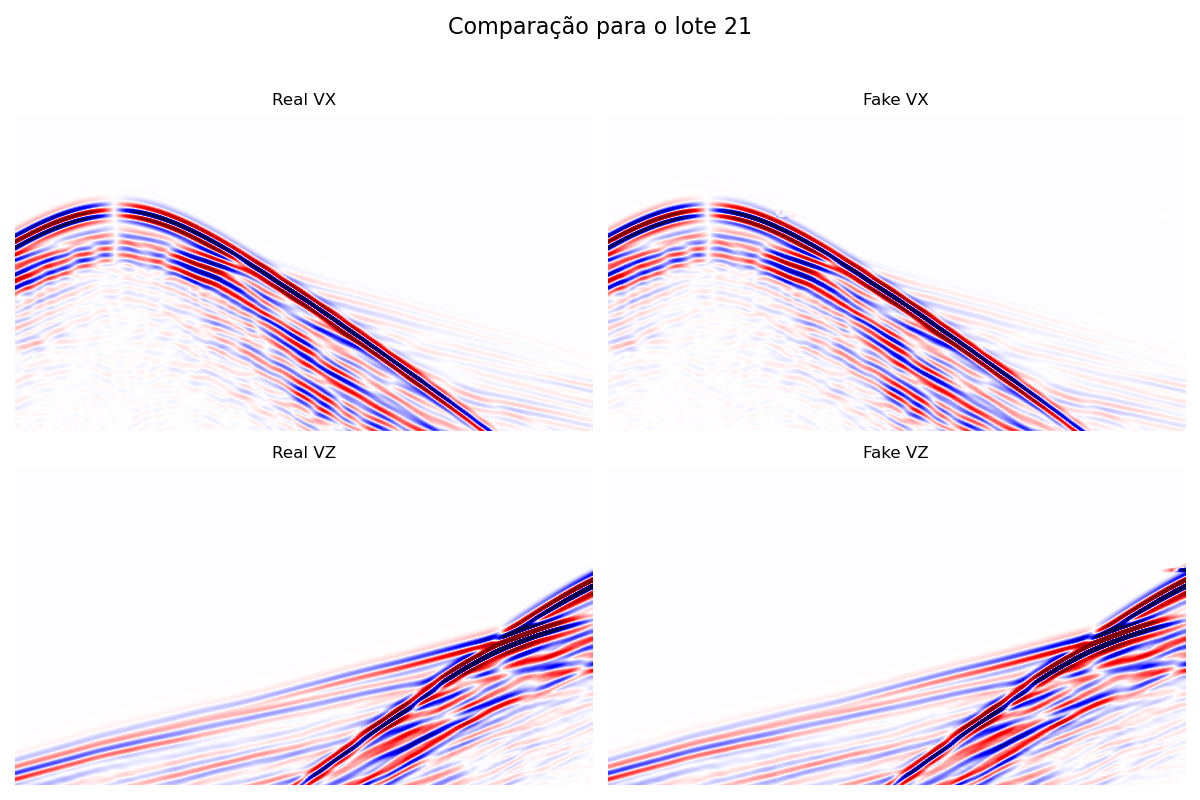 Comparação para o lote 21
Real VX
Fake VX
Real VZ
Fake VZ